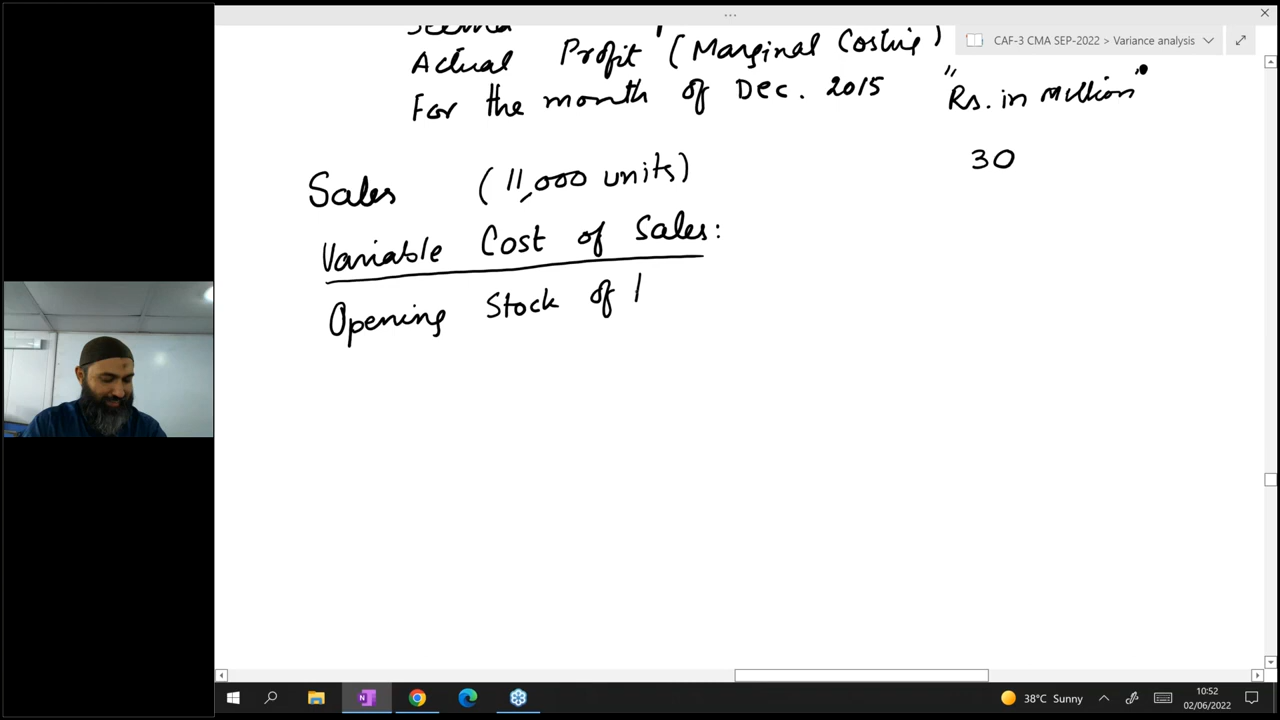 Actual Profit (Marginal Costing)
For the month of Dec. 2015
"Rs. in Million"
CAF-3 CMA SEP-2022 > Variance analysis
Sales (11,000 units) 30
Variable Cost of Sales:
Opening Stock of
38°C Sunny
10:52
02/06/2022